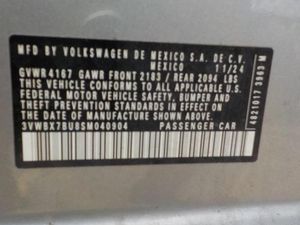 MFD BY VOLKSWAGEN DE MEXICO S.A. DE C.V.
MEXICO 11/24
GVWR 4167 GAWR FRONT 2183 / REAR 2094 LBS
THIS VEHICLE CONFORMS TO ALL APPLICABLE
FEDERAL MOTOR VEHICLE SAFETY, BUMPER AND
THEFT PREVENTION STANDARDS IN EFFECT ON
THE DATE OF MANUFACTURE SHOWN ABOVE.
3VWBX7BU8SM040904 PASSENGER CAR
4821017 3963 M